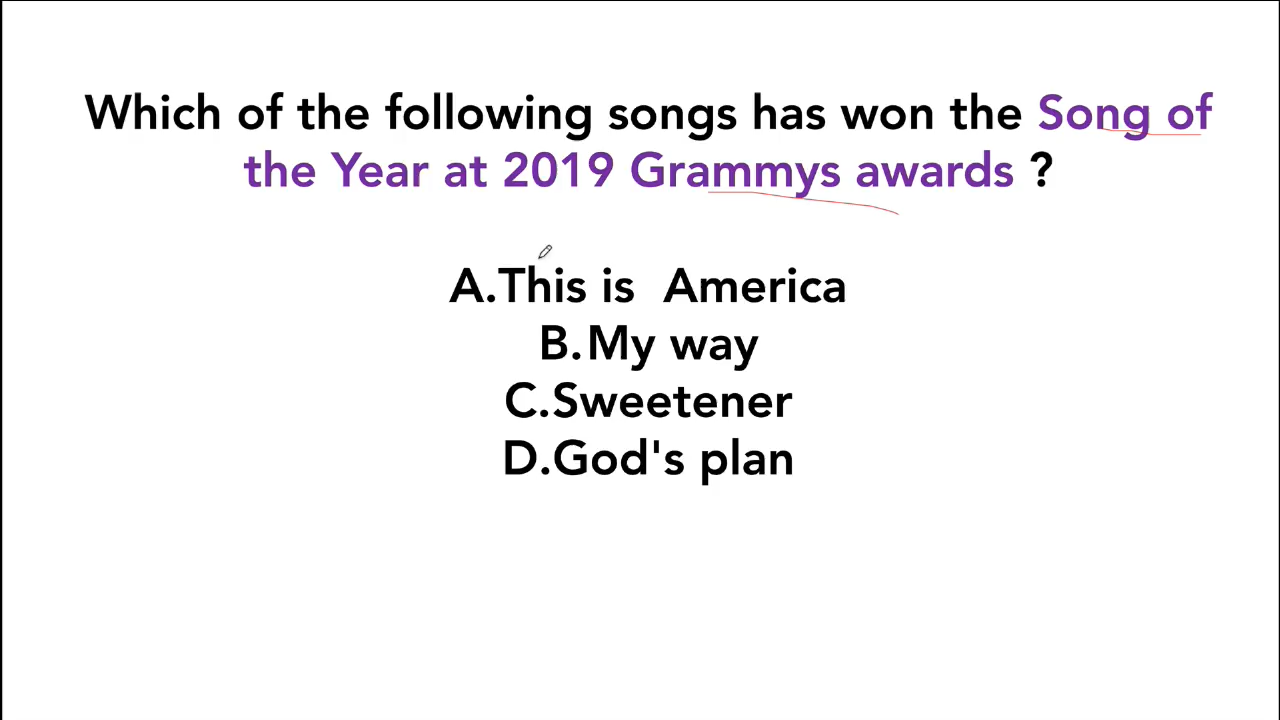 Which of the following songs has won the Song of
the Year at 2019 Grammys awards ?
A.This is  America
B.My way
C.Sweetener
D.God's plan